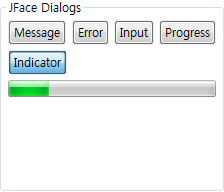 JFace Dialogs
Message Error Input Progress
Indicator